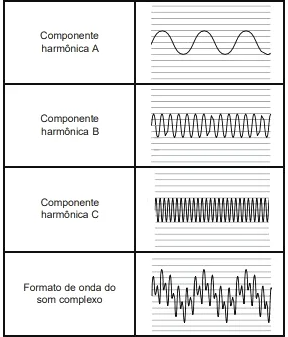 Componente
harmônica A
Componente
harmônica B
Componente
harmônica C
Formato de onda do
som complexo